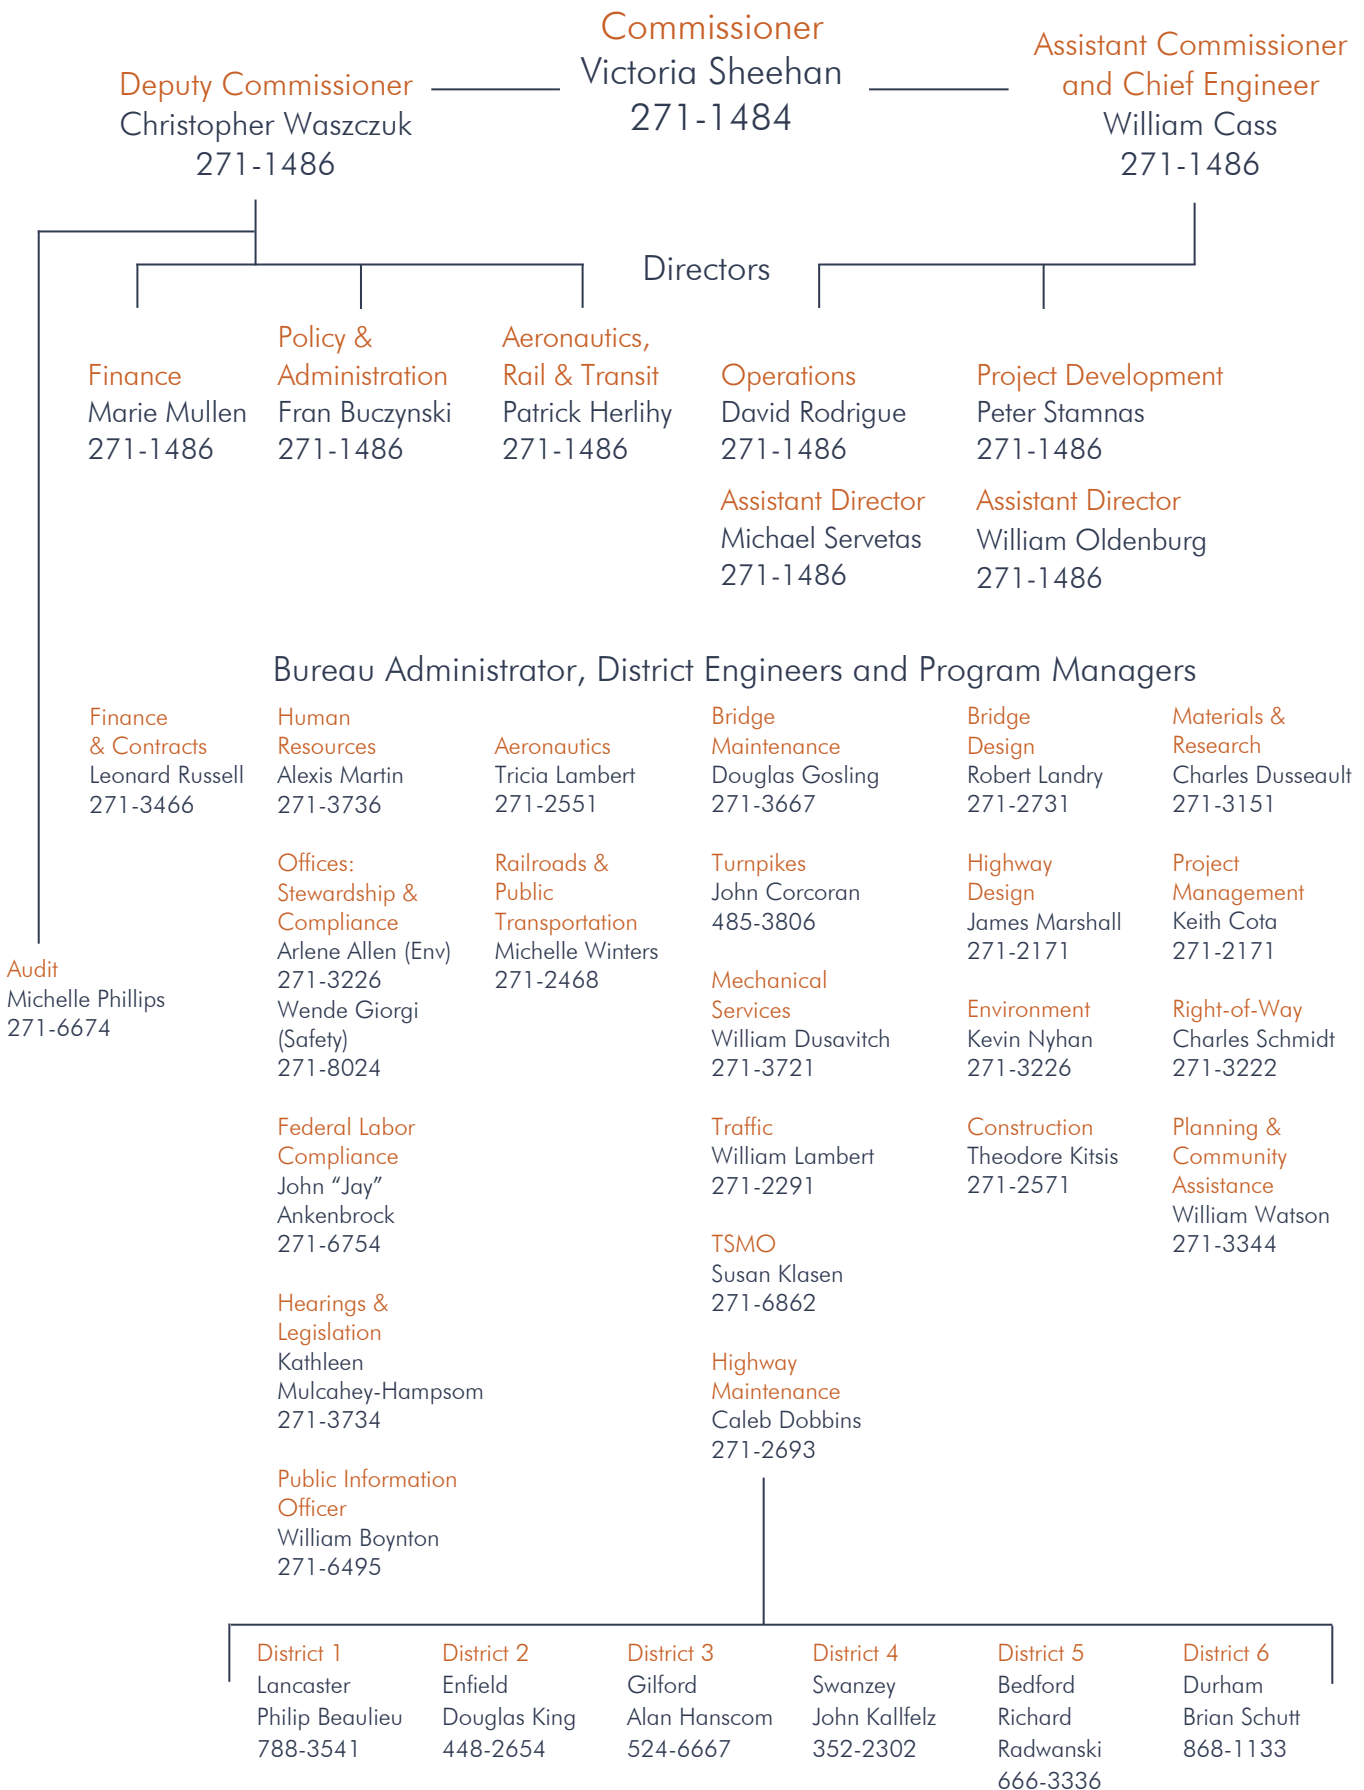 Commissioner
Victoria Sheehan
271-1484
Deputy Commissioner
Christopher Waszczuk
271-1486
Assistant Commissioner
and Chief Engineer
William Cass
271-1486
Directors
Finance
Marie Mullen
271-1486
Policy &
Administration
Fran Buczynski
271-1486
Aeronautics,
Rail & Transit
Patrick Herlihy
271-1486
Operations
David Rodrigue
271-1486
Assistant Director
Michael Servetas
271-1486
Project Development
Peter Stamnas
271-1486
Assistant Director
William Oldenburg
271-1486
Bureau Administrator, District Engineers and Program Managers
Audit
Michelle Phillips
271-6674
Finance
& Contracts
Leonard Russell
271-3466
Human
Resources
Alexis Martin
271-3736
Offices:
Stewardship &
Compliance
Arlene Allen (Env)
271-3226
Wende Giorgi
(Safety)
271-8024
Federal Labor
Compliance
John “Jay”
Ankenbrock
271-6754
Hearings &
Legislation
Kathleen
Mulcahey-Hampsom
271-3734
Public Information
Officer
William Boynton
271-6495
Aeronautics
Tricia Lambert
271-2551
Railroads &
Public
Transportation
Michelle Winters
271-2468
Bridge
Maintenance
Douglas Gosling
271-3667
Turnpikes
John Corcoran
485-3806
Mechanical
Services
William Dusavitch
271-3721
Traffic
William Lambert
271-2291
TSMO
Susan Klasen
271-6862
Highway
Maintenance
Caleb Dobbins
271-2693
Bridge
Design
Robert Landry
271-2731
Highway
Design
James Marshall
271-2171
Environment
Kevin Nyhan
271-3226
Construction
Theodore Kitsis
271-2571
Materials &
Research
Charles Dusseault
271-3151
Project
Management
Keith Cota
271-2171
Right-of-Way
Charles Schmidt
271-3222
Planning &
Community
Assistance
William Watson
271-3344
District 1
Lancaster
Philip Beaulieu
788-3541
District 2
Enfield
Douglas King
448-2654
District 3
Gilford
Alan Hanscom
524-6667
District 4
Swanzey
John Kallfelz
352-2302
District 5
Bedford
Richard
Radwanski
666-3336
District 6
Durham
Brian Schutt
868-1133